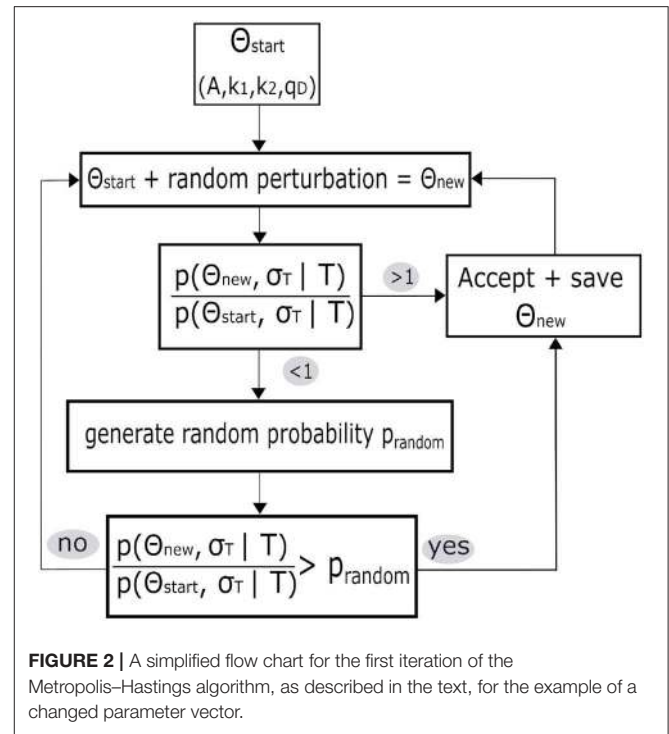 Θstart
(A,k1,k2,qD)
Θstart + random perturbation = Θnew
p(Θnew, σT | T)
p(Θstart, σT | T)
>1
Accept + save
Θnew
<1
generate random probability prandom
no
p(Θnew, σT | T)
p(Θstart, σT | T)
> prandom
yes
FIGURE 2 | A simplified flow chart for the first iteration of the
Metropolis–Hastings algorithm, as described in the text, for the example of a
changed parameter vector.